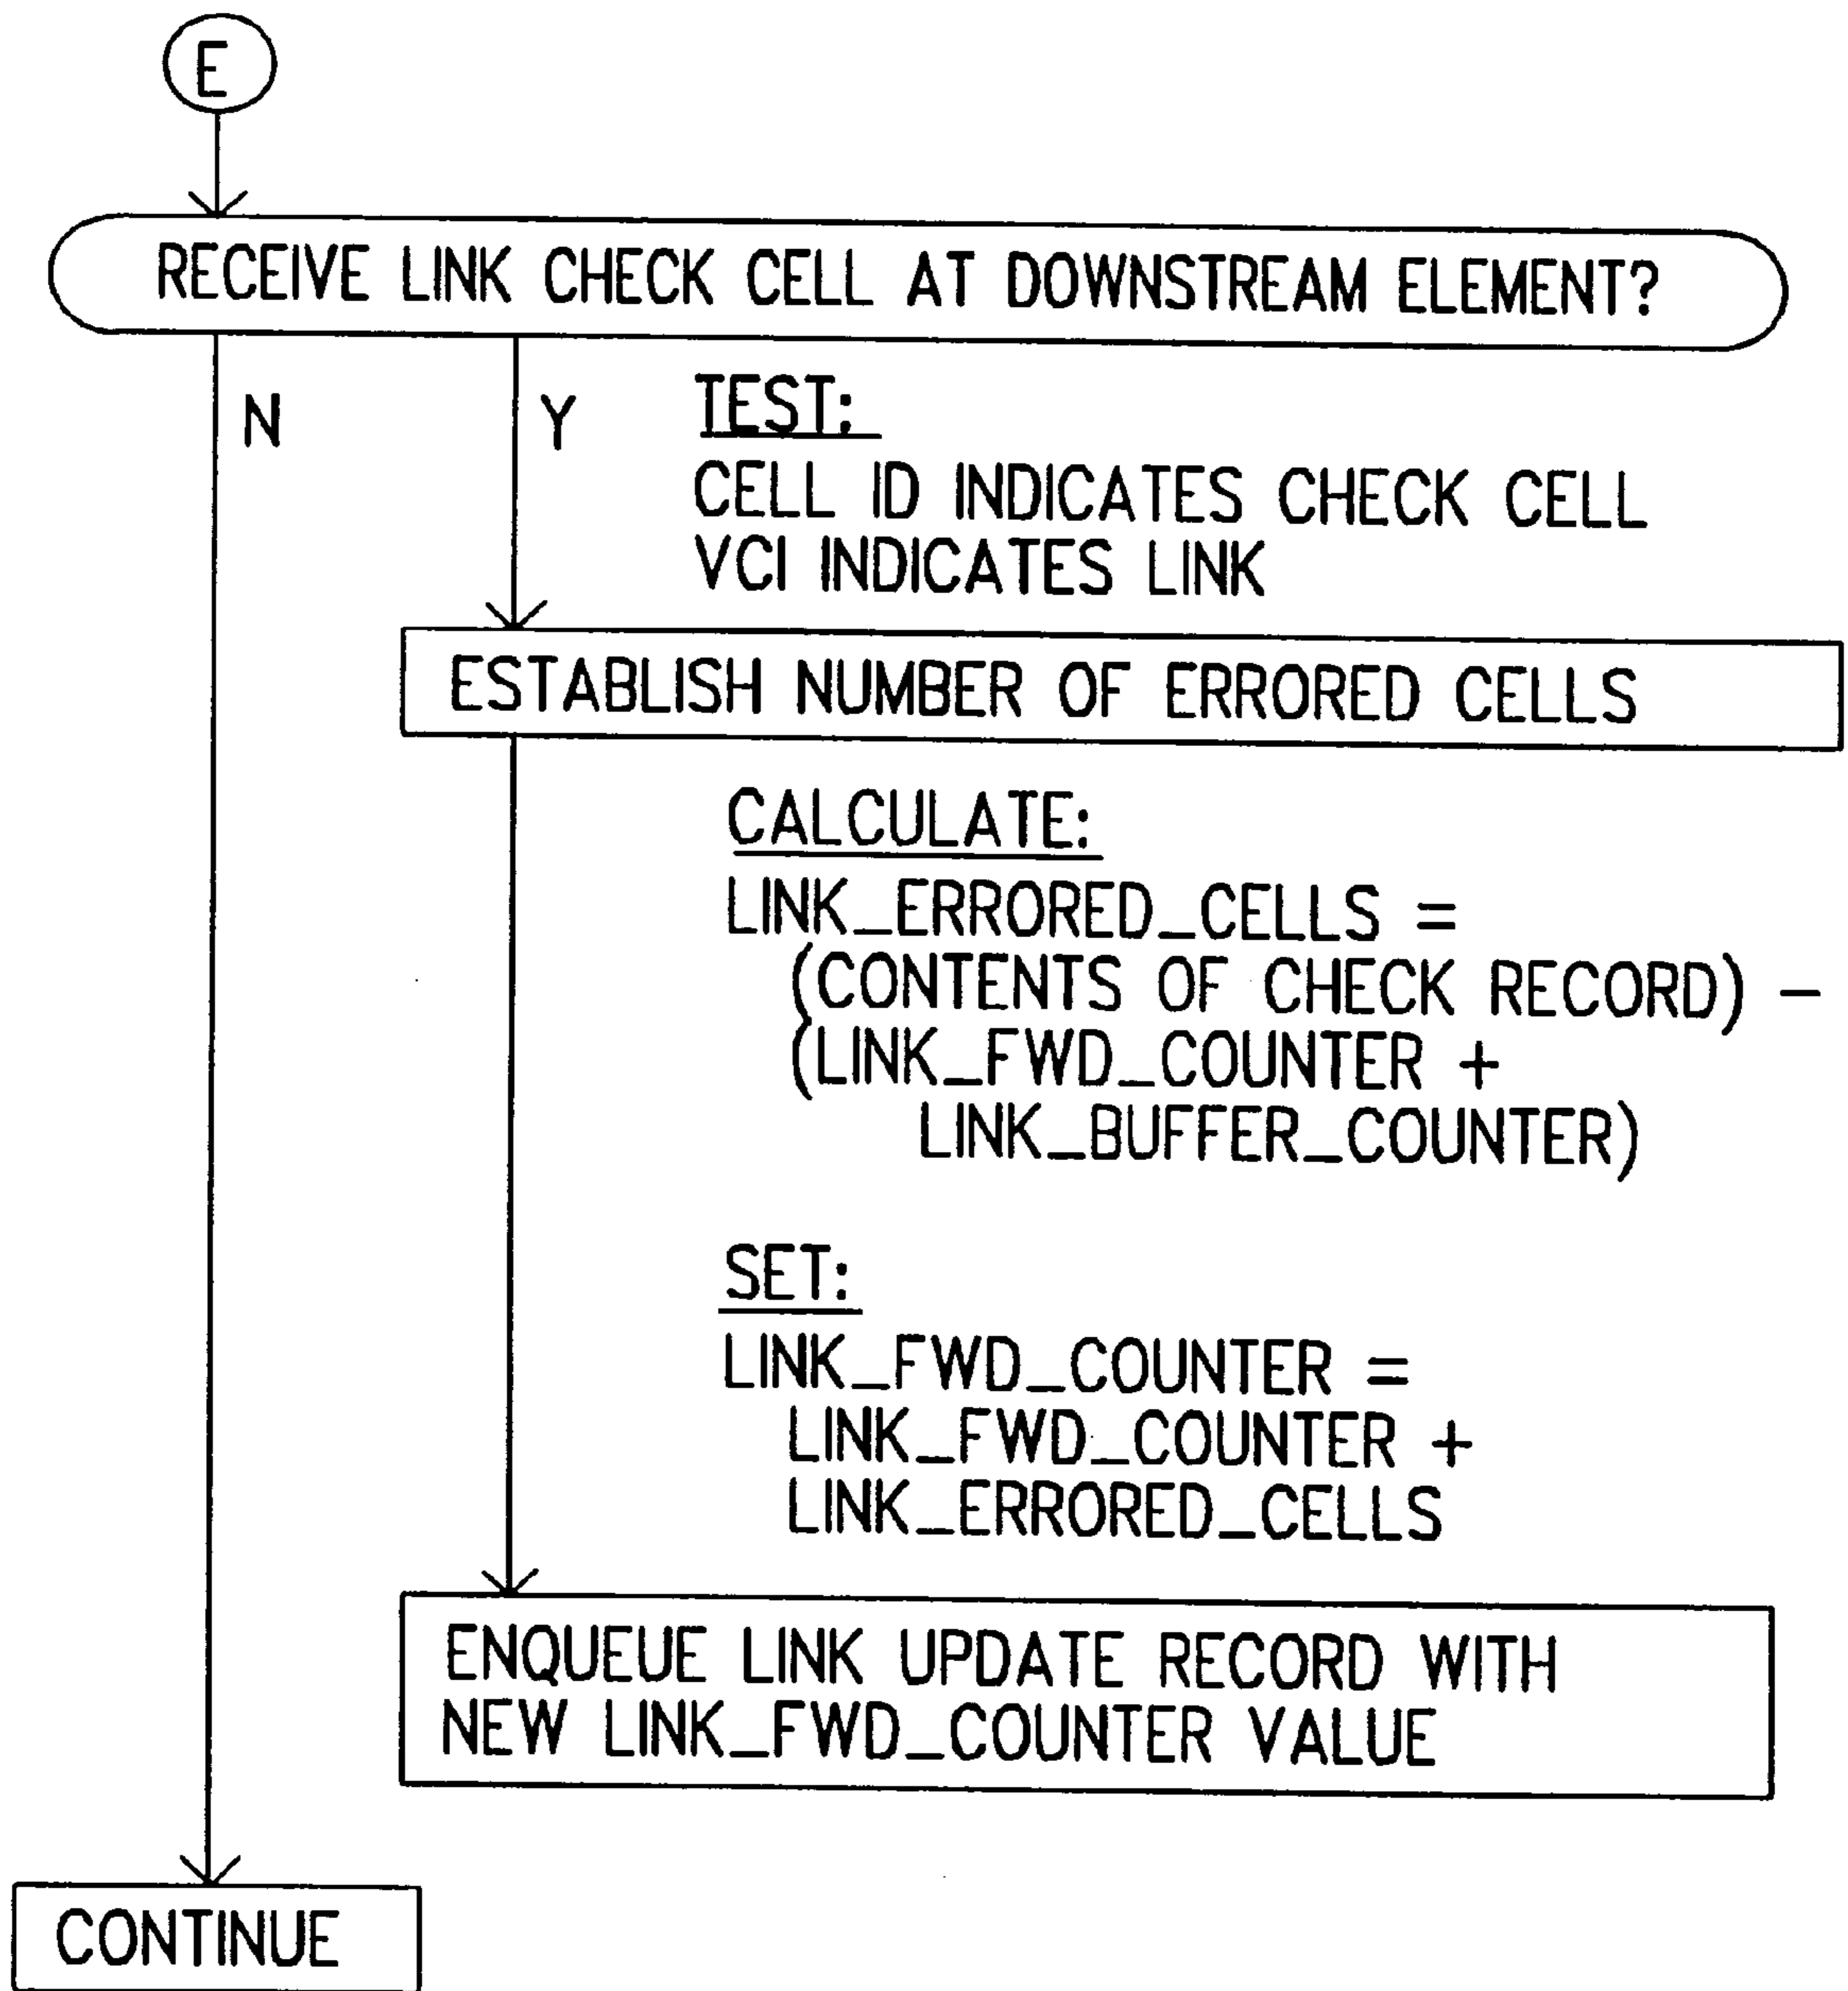 E
RECEIVE LINK CHECK CELL AT DOWNSTREAM ELEMENT?
N
Y
TEST:
CELL ID INDICATES CHECK CELL
VCI INDICATES LINK
ESTABLISH NUMBER OF ERRORED CELLS
CALCULATE:
LINK_ERRORED_CELLS =
(CONTENTS OF CHECK RECORD) –
(LINK_FWD_COUNTER +
LINK_BUFFER_COUNTER)
SET:
LINK_FWD_COUNTER =
LINK_FWD_COUNTER +
LINK_ERRORED_CELLS
ENQUEUE LINK UPDATE RECORD WITH
NEW LINK_FWD_COUNTER VALUE
CONTINUE